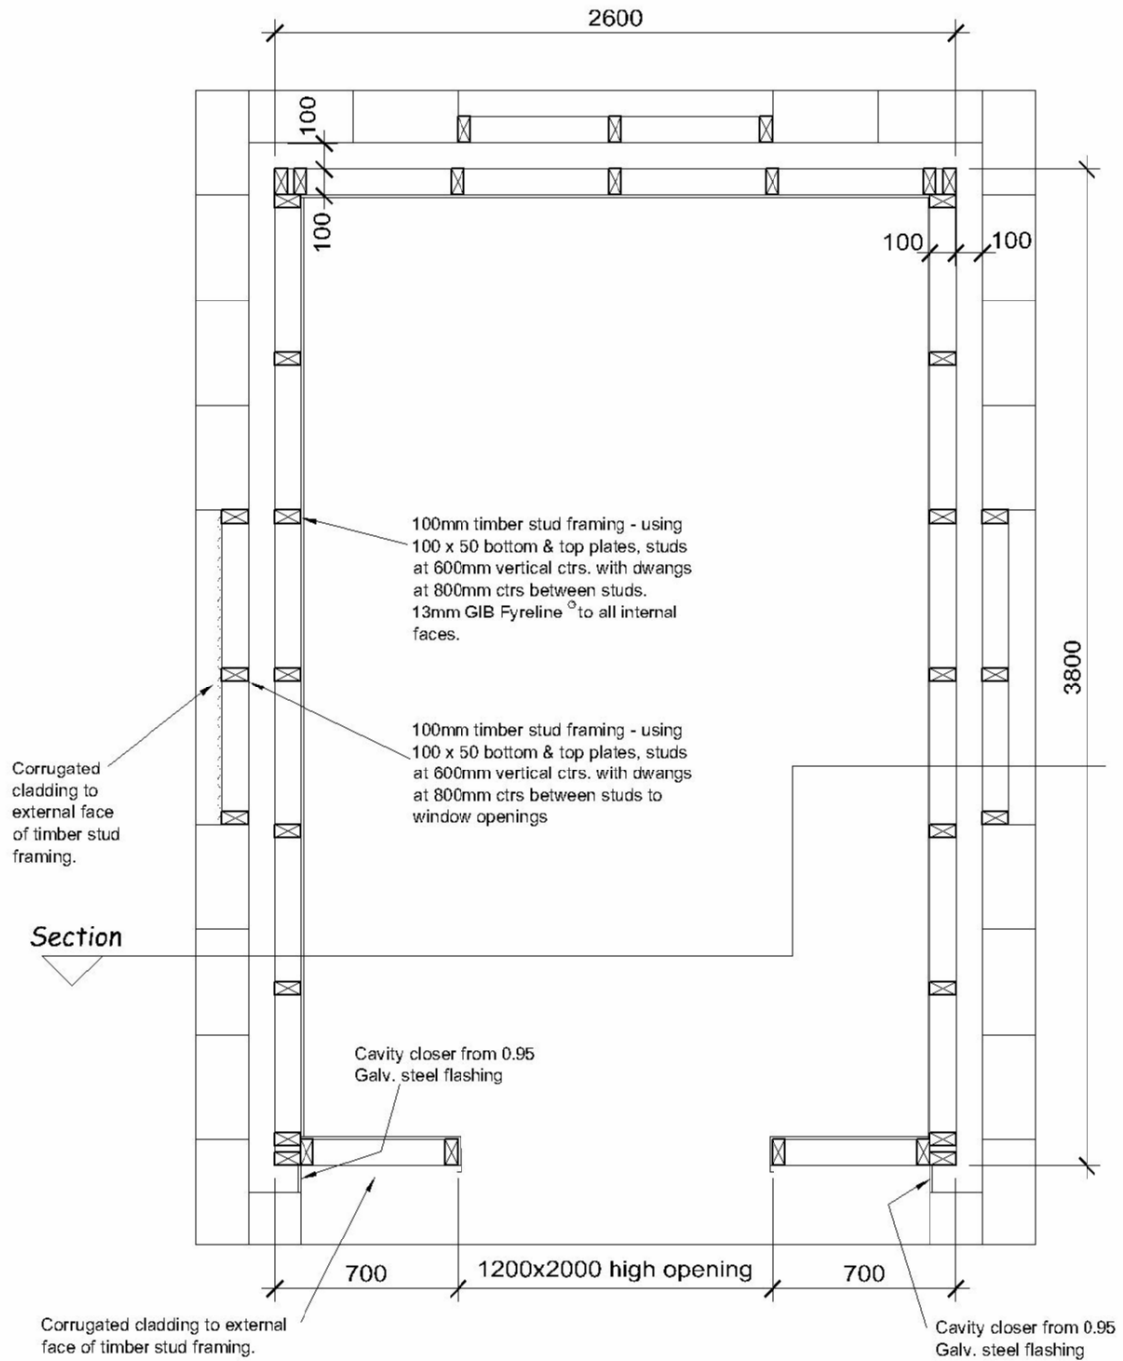 2600
100
100
100
100
100mm timber stud framing - using
100 x 50 bottom & top plates, studs
at 600mm vertical ctrs. with dwangs
at 800mm ctrs between studs.
13mm GIB Fyreline ® to all internal
faces.
3800
100mm timber stud framing - using
100 x 50 bottom & top plates, studs
at 600mm vertical ctrs. with dwangs
at 800mm ctrs between studs to
window openings
Corrugated
cladding to
external face
of timber stud
framing.
Section
Cavity closer from 0.95
Galv. steel flashing
700
1200x2000 high opening
700
Corrugated cladding to external
face of timber stud framing.
Cavity closer from 0.95
Galv. steel flashing